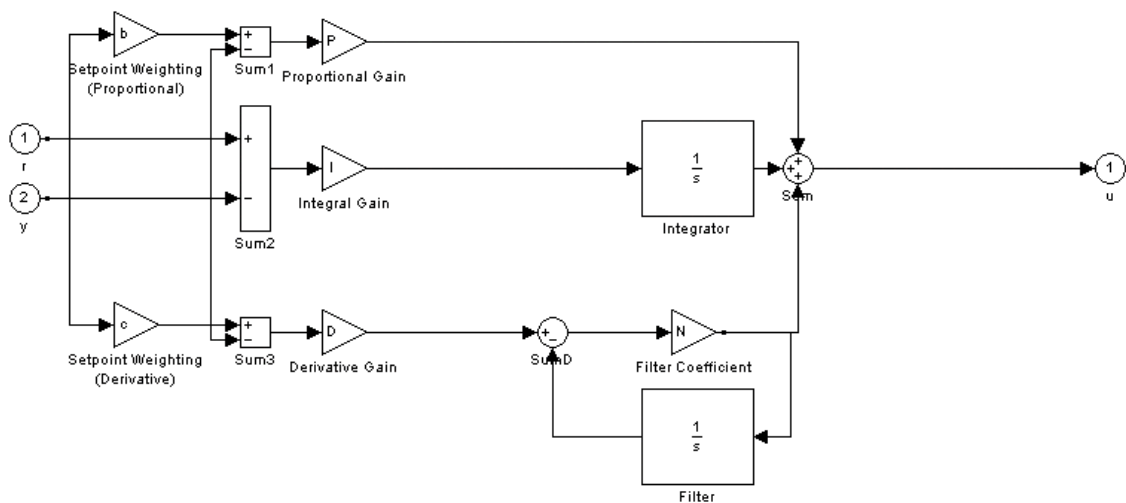 b
+
−
Sum1
P
Proportional Gain
Setpoint Weighting
(Proportional)
1
r
2
y
+
−
Sum2
I
Integral Gain
1
s
Integrator
+
+
+
Sum
1
u
c
Setpoint Weighting
(Derivative)
+
−
Sum3
D
Derivative Gain
+
−
SumD
N
Filter Coefficient
1
s
Filter